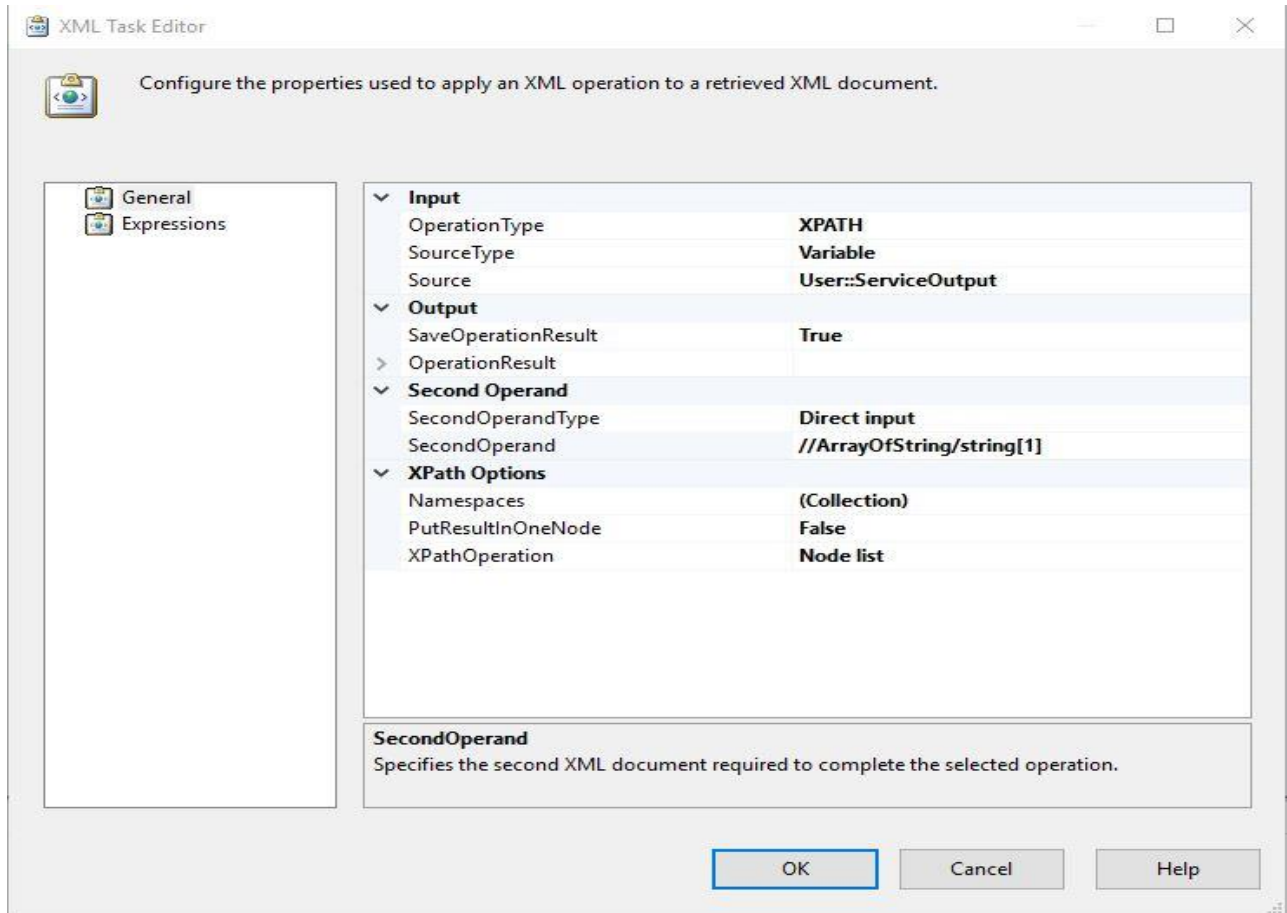 XML Task Editor
Configure the properties used to apply an XML operation to a retrieved XML document.
General
Expressions
Input
OperationType XPATH
SourceType Variable
Source User::ServiceOutput
Output
SaveOperationResult True
OperationResult
Second Operand
SecondOperandType Direct input
SecondOperand //ArrayOfString/string[1]
XPath Options
Namespaces (Collection)
PutResultInOneNode False
XPathOperation Node list
SecondOperand
Specifies the second XML document required to complete the selected operation.
OK Cancel Help